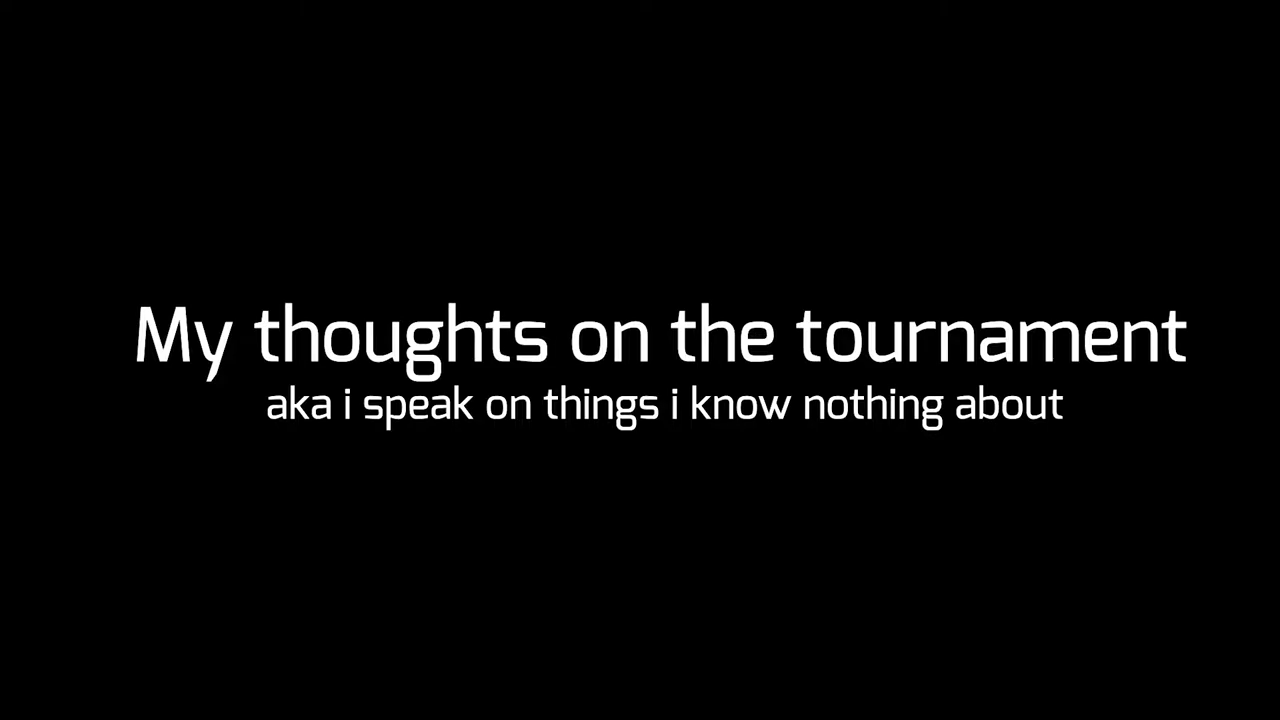 My thoughts on the tournament
aka i speak on things i know nothing about